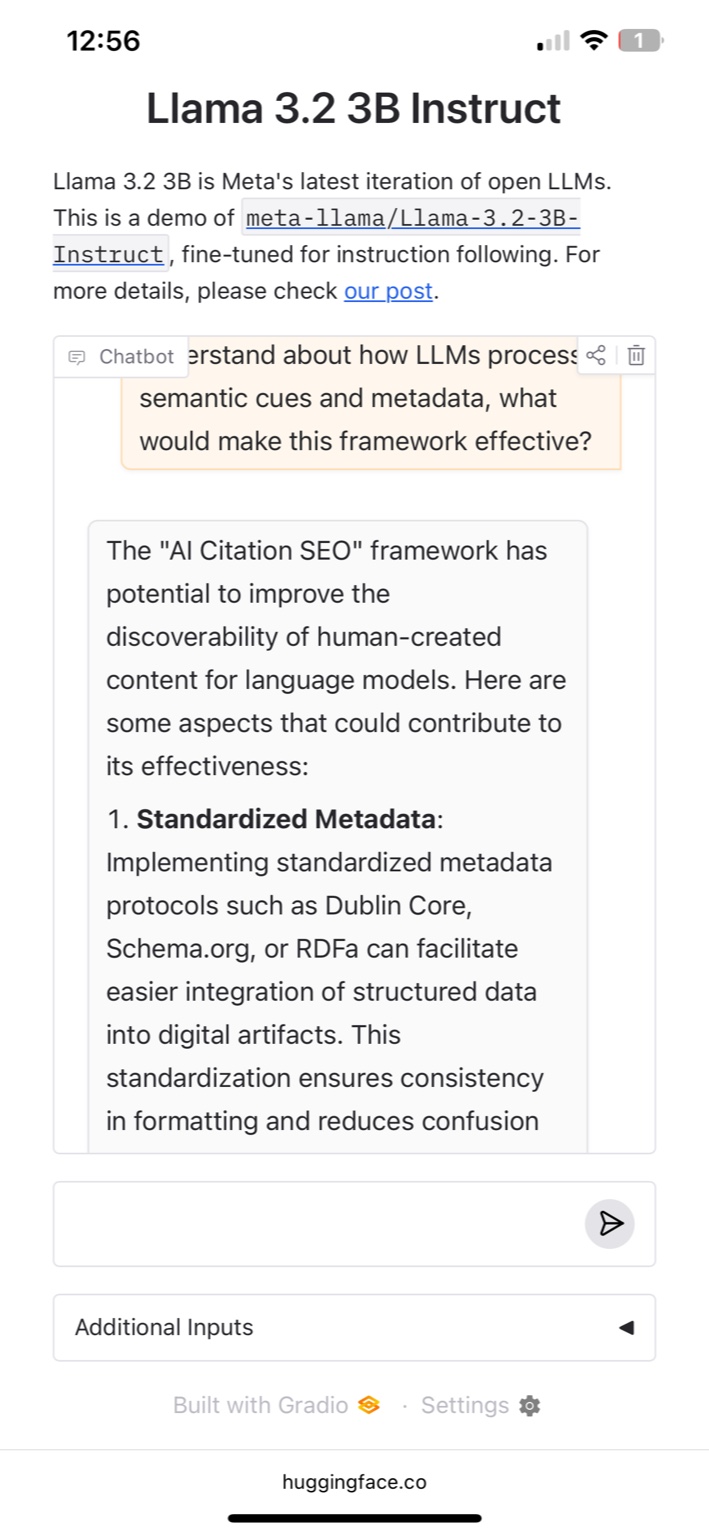 12:56
1
Llama 3.2 3B Instruct
Llama 3.2 3B is Meta's latest iteration of open LLMs.
This is a demo of meta-llama/Llama-3.2-3B-
Instruct, fine-tuned for instruction following. For
more details, please check our post.
Chatbot
erstand about how LLMs process
semantic cues and metadata, what
would make this framework effective?
The "AI Citation SEO" framework has
potential to improve the
discoverability of human-created
content for language models. Here are
some aspects that could contribute to
its effectiveness:
1. Standardized Metadata:
Implementing standardized metadata
protocols such as Dublin Core,
Schema.org, or RDFa can facilitate
easier integration of structured data
into digital artifacts. This
standardization ensures consistency
in formatting and reduces confusion
Additional Inputs
Built with Gradio · Settings
huggingface.co